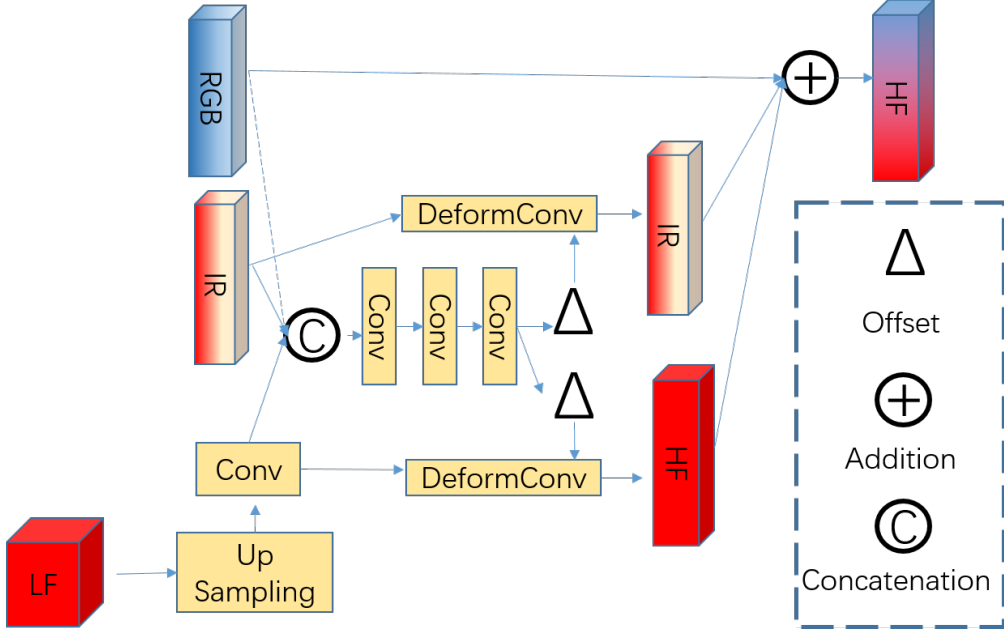 RGB
HF
IR
DeformConv
IR
Conv
Conv
Conv
C
Δ
Δ
Conv
DeformConv
HF
LF
Up
Sampling
Δ
Offset
+
+
Addition
C
Concatenation